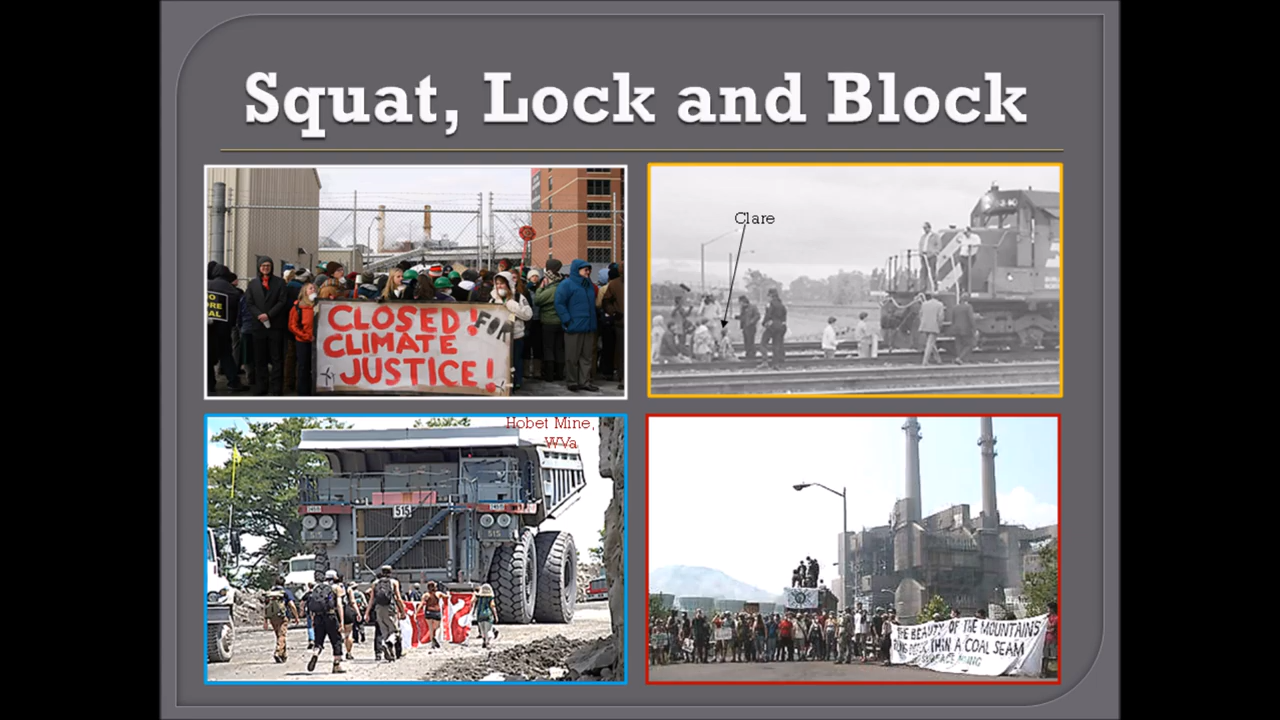 Squat, Lock and Block
CLOSED! FOR
CLIMATE
JUSTICE!
Clare
Hobet Mine,
WVa
515
THE BEAUTY OF THE MOUNTAINS
THAN A COAL SEAM